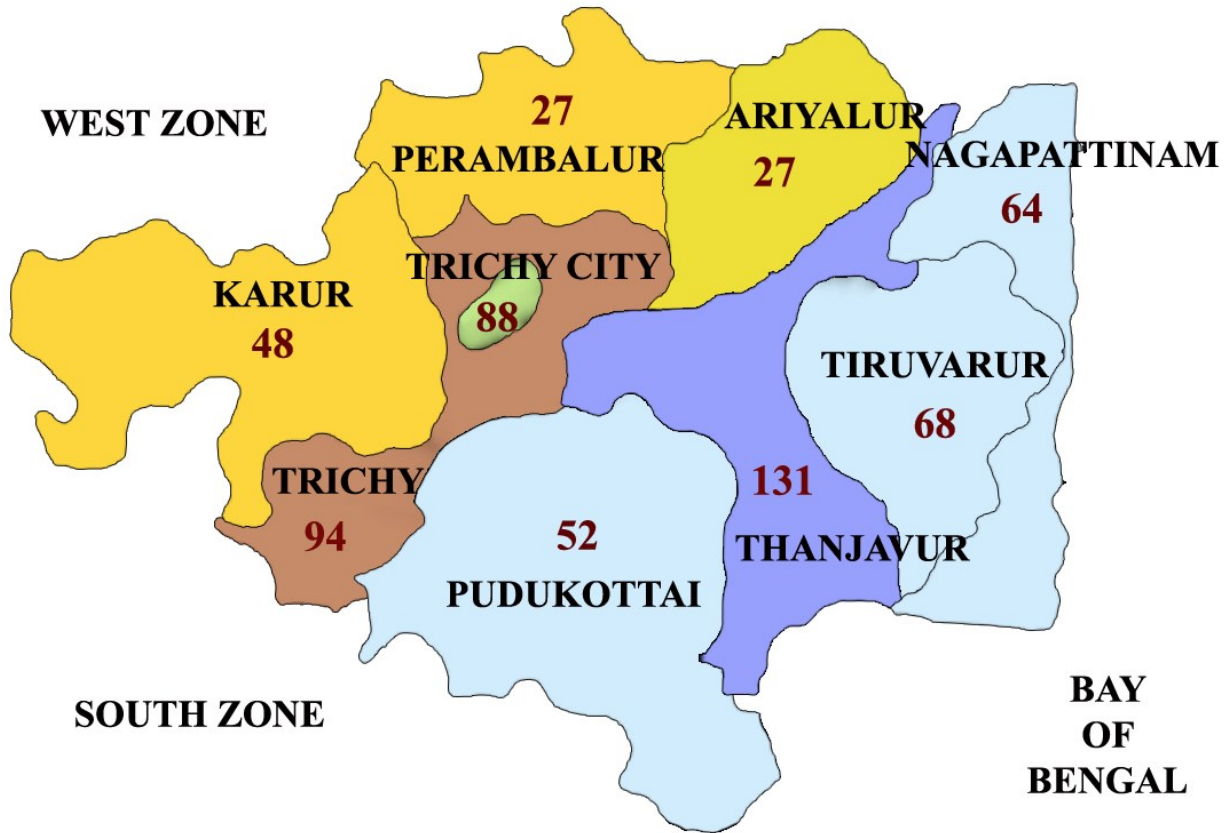 WEST ZONE
27
PERAMBALUR
ARIYALUR
27
NAGAPATTINAM
64
KARUR
48
TRICHY CITY
88
TIRUVARUR
68
TRICHY
94
52
PUDUKOTTAI
131
THANJAVUR
SOUTH ZONE
BAY
OF
BENGAL